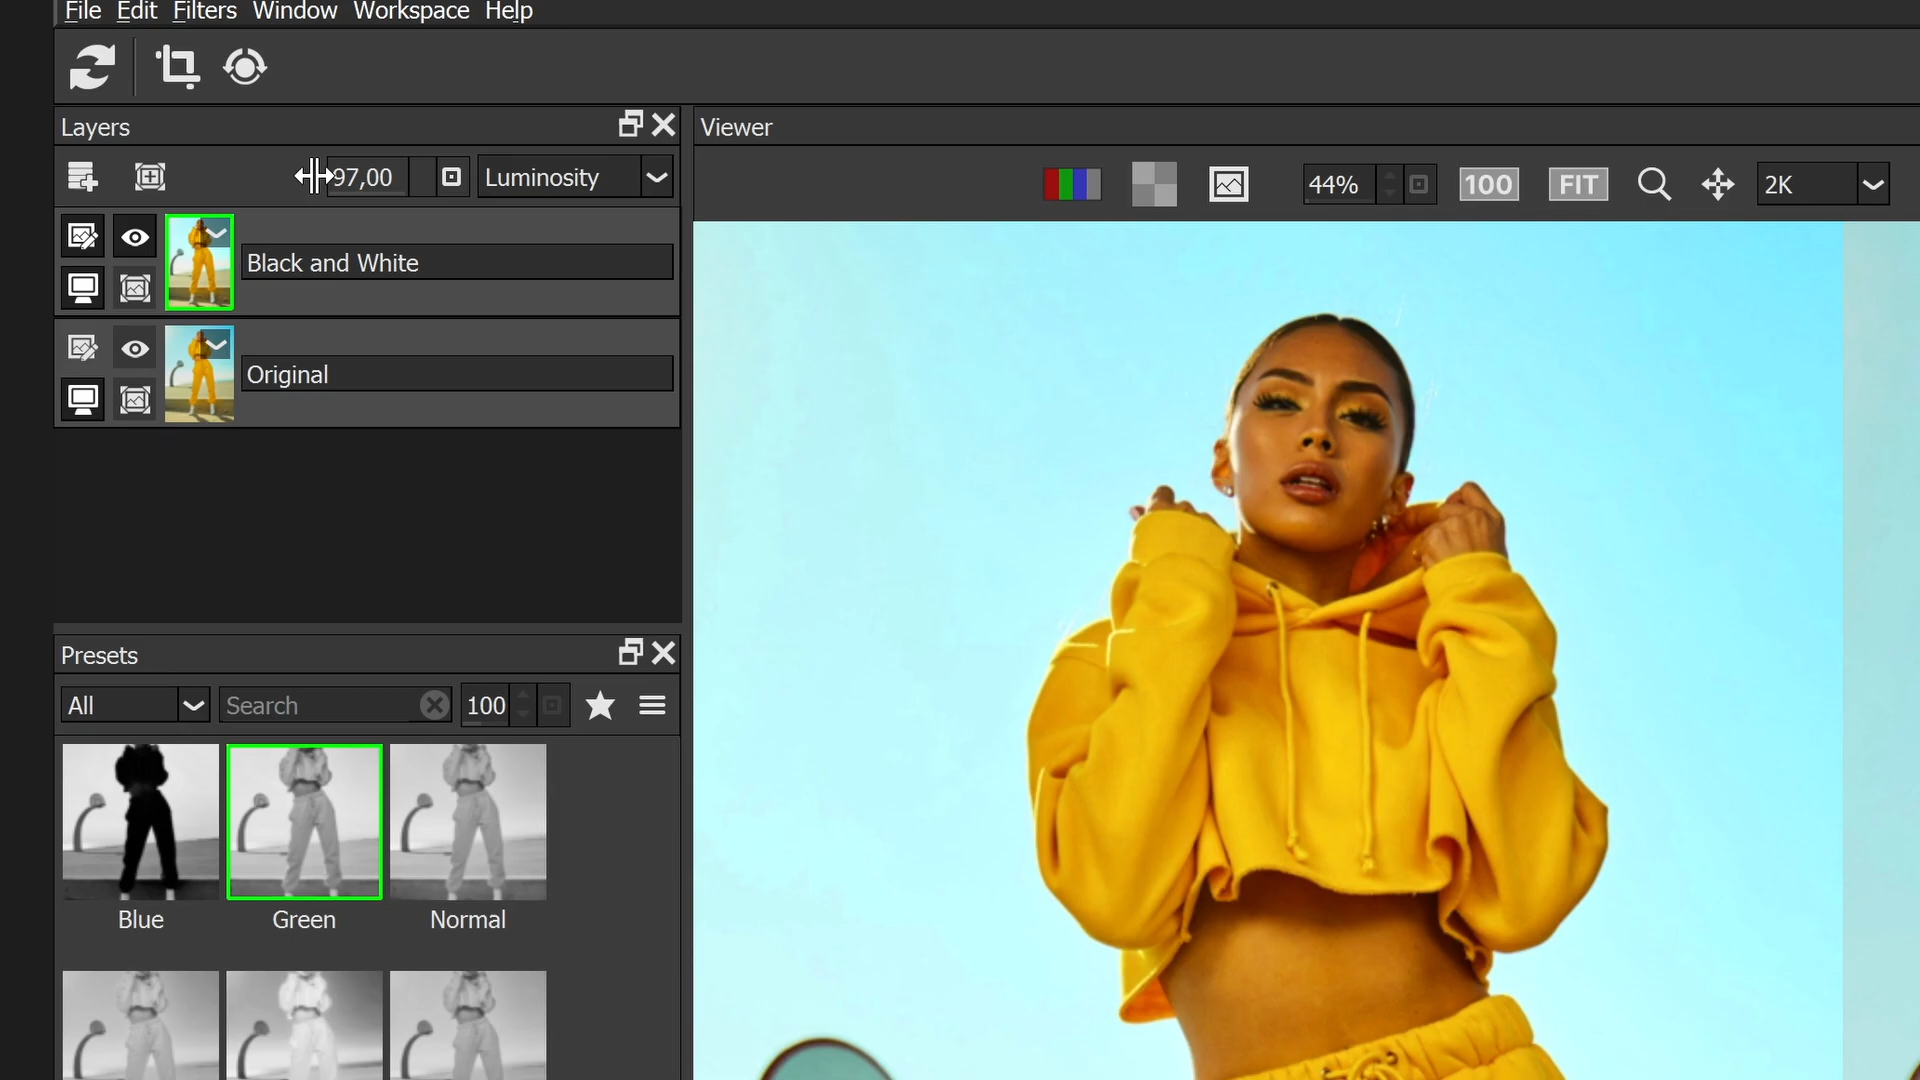 File Edit Filters Window Workspace Help
Layers
Viewer
97,00
Luminosity
44%
100
FIT
2K
Black and White
Original
Presets
All
Search
100
Blue
Green
Normal